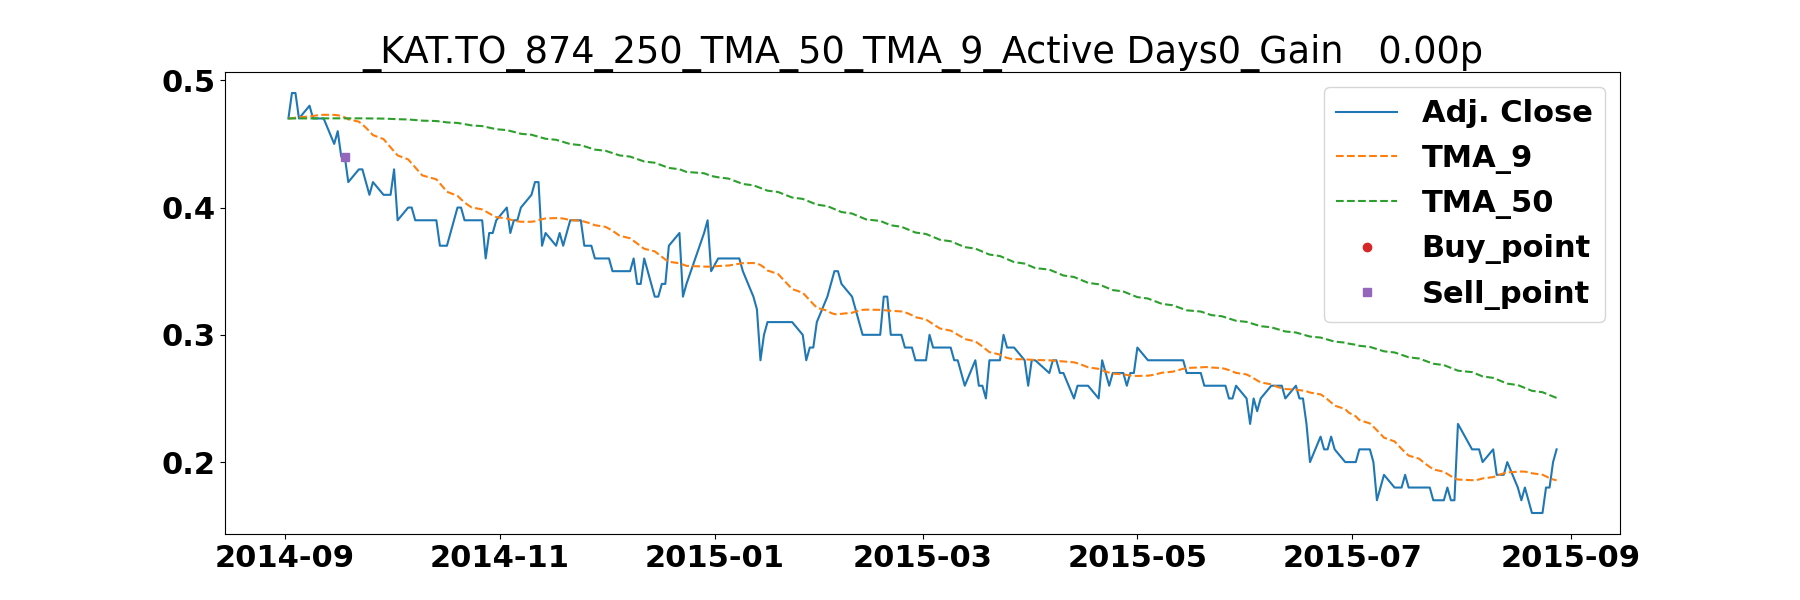 _KAT.TO_874_250_TMA_50_TMA_9_Active Days0_Gain   0.00p
0.5
0.4
0.3
0.2
Adj. Close
TMA_9
TMA_50
Buy_point
Sell_point
2014-09 2014-11 2015-01 2015-03 2015-05 2015-07 2015-09